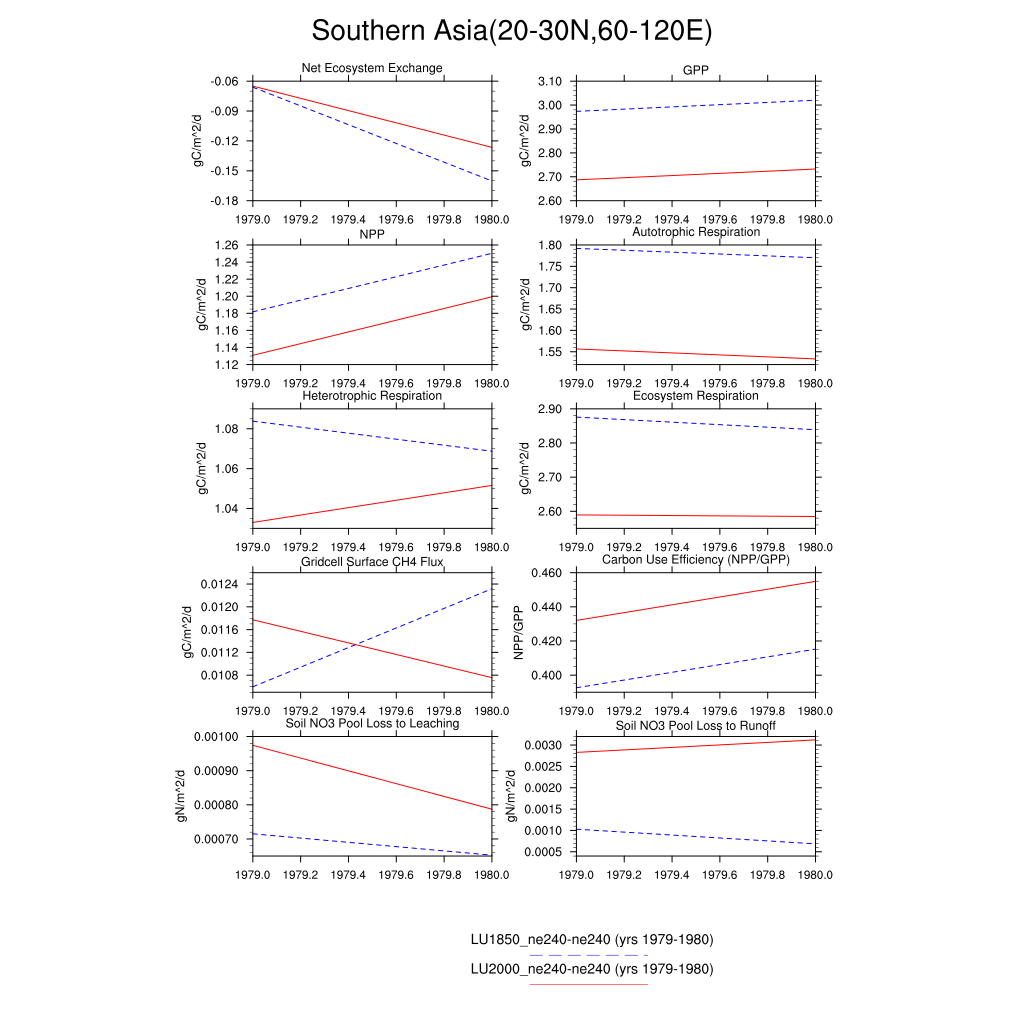 Southern Asia(20-30N,60-120E)
Net Ecosystem Exchange
gC/m^2/d
-0.06
-0.09
-0.12
-0.15
-0.18
1979.0 1979.2 1979.4 1979.6 1979.8 1980.0
GPP
gC/m^2/d
3.10
3.00
2.90
2.80
2.70
2.60
1979.0 1979.2 1979.4 1979.6 1979.8 1980.0
NPP
gC/m^2/d
1.26
1.24
1.22
1.20
1.18
1.16
1.14
1.12
1979.0 1979.2 1979.4 1979.6 1979.8 1980.0
Autotrophic Respiration
gC/m^2/d
1.80
1.75
1.70
1.65
1.60
1.55
1979.0 1979.2 1979.4 1979.6 1979.8 1980.0
Heterotrophic Respiration
gC/m^2/d
1.08
1.06
1.04
1979.0 1979.2 1979.4 1979.6 1979.8 1980.0
Ecosystem Respiration
gC/m^2/d
2.90
2.80
2.70
2.60
1979.0 1979.2 1979.4 1979.6 1979.8 1980.0
Gridcell Surface CH4 Flux
gC/m^2/d
0.0124
0.0120
0.0116
0.0112
0.0108
1979.0 1979.2 1979.4 1979.6 1979.8 1980.0
Carbon Use Efficiency (NPP/GPP)
NPP/GPP
0.460
0.440
0.420
0.400
1979.0 1979.2 1979.4 1979.6 1979.8 1980.0
Soil NO3 Pool Loss to Leaching
gN/m^2/d
0.00100
0.00090
0.00080
0.00070
1979.0 1979.2 1979.4 1979.6 1979.8 1980.0
Soil NO3 Pool Loss to Runoff
gN/m^2/d
0.0030
0.0025
0.0020
0.0015
0.0010
0.0005
1979.0 1979.2 1979.4 1979.6 1979.8 1980.0
LU1850_ne240-ne240 (yrs 1979-1980)
LU2000_ne240-ne240 (yrs 1979-1980)